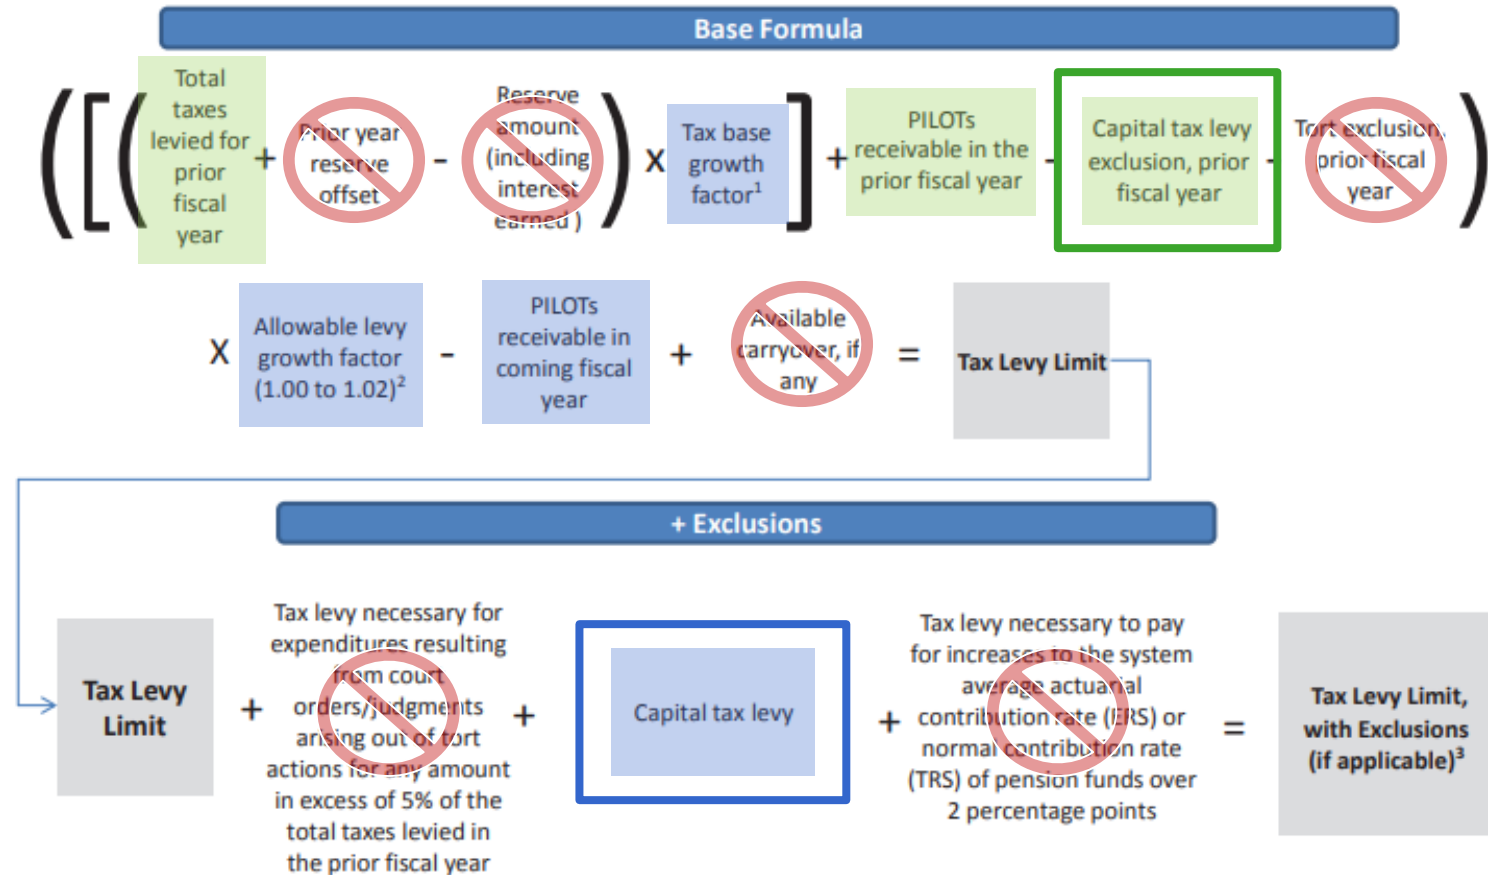 Base Formula
Total
taxes
levied for
prior
fiscal
year
+
Prior year
reserve
offset
-
Reserve
amount
(including
interest
earned )
x
Tax base
growth
factor¹
+
PILOTs
receivable in the
prior fiscal year
-
Capital tax levy
exclusion, prior
fiscal year
-
Tort exclusion,
prior fiscal
year
X
Allowable levy
growth factor
(1.00 to 1.02)²
-
PILOTs
receivable in
coming fiscal
year
+
Available
carryover, if
any
=
Tax Levy Limit
+ Exclusions
Tax Levy
Limit
+
Tax levy necessary for
expenditures resulting
from court
orders/judgments
arising out of tort
actions for any amount
in excess of 5% of the
total taxes levied in
the prior fiscal year
+
Capital tax levy
+
Tax levy necessary to pay
for increases to the system
average actuarial
contribution rate (ERS) or
normal contribution rate
(TRS) of pension funds over
2 percentage points
=
Tax Levy Limit,
with Exclusions
(if applicable)³